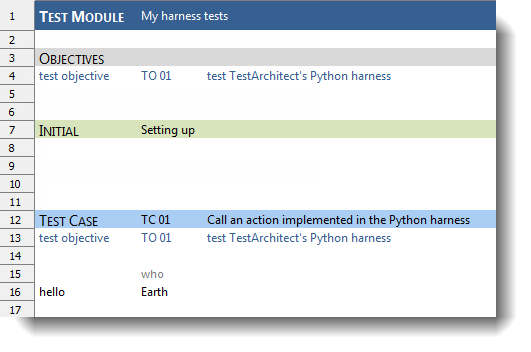 1 TEST MODULE My harness tests
2
3 OBJECTIVES
4 test objective TO 01 test TestArchitect's Python harness
5
6
7 INITIAL Setting up
8
9
10
11
12 TEST CASE TC 01 Call an action implemented in the Python harness
13 test objective TO 01 test TestArchitect's Python harness
14
15 who
16 hello Earth
17